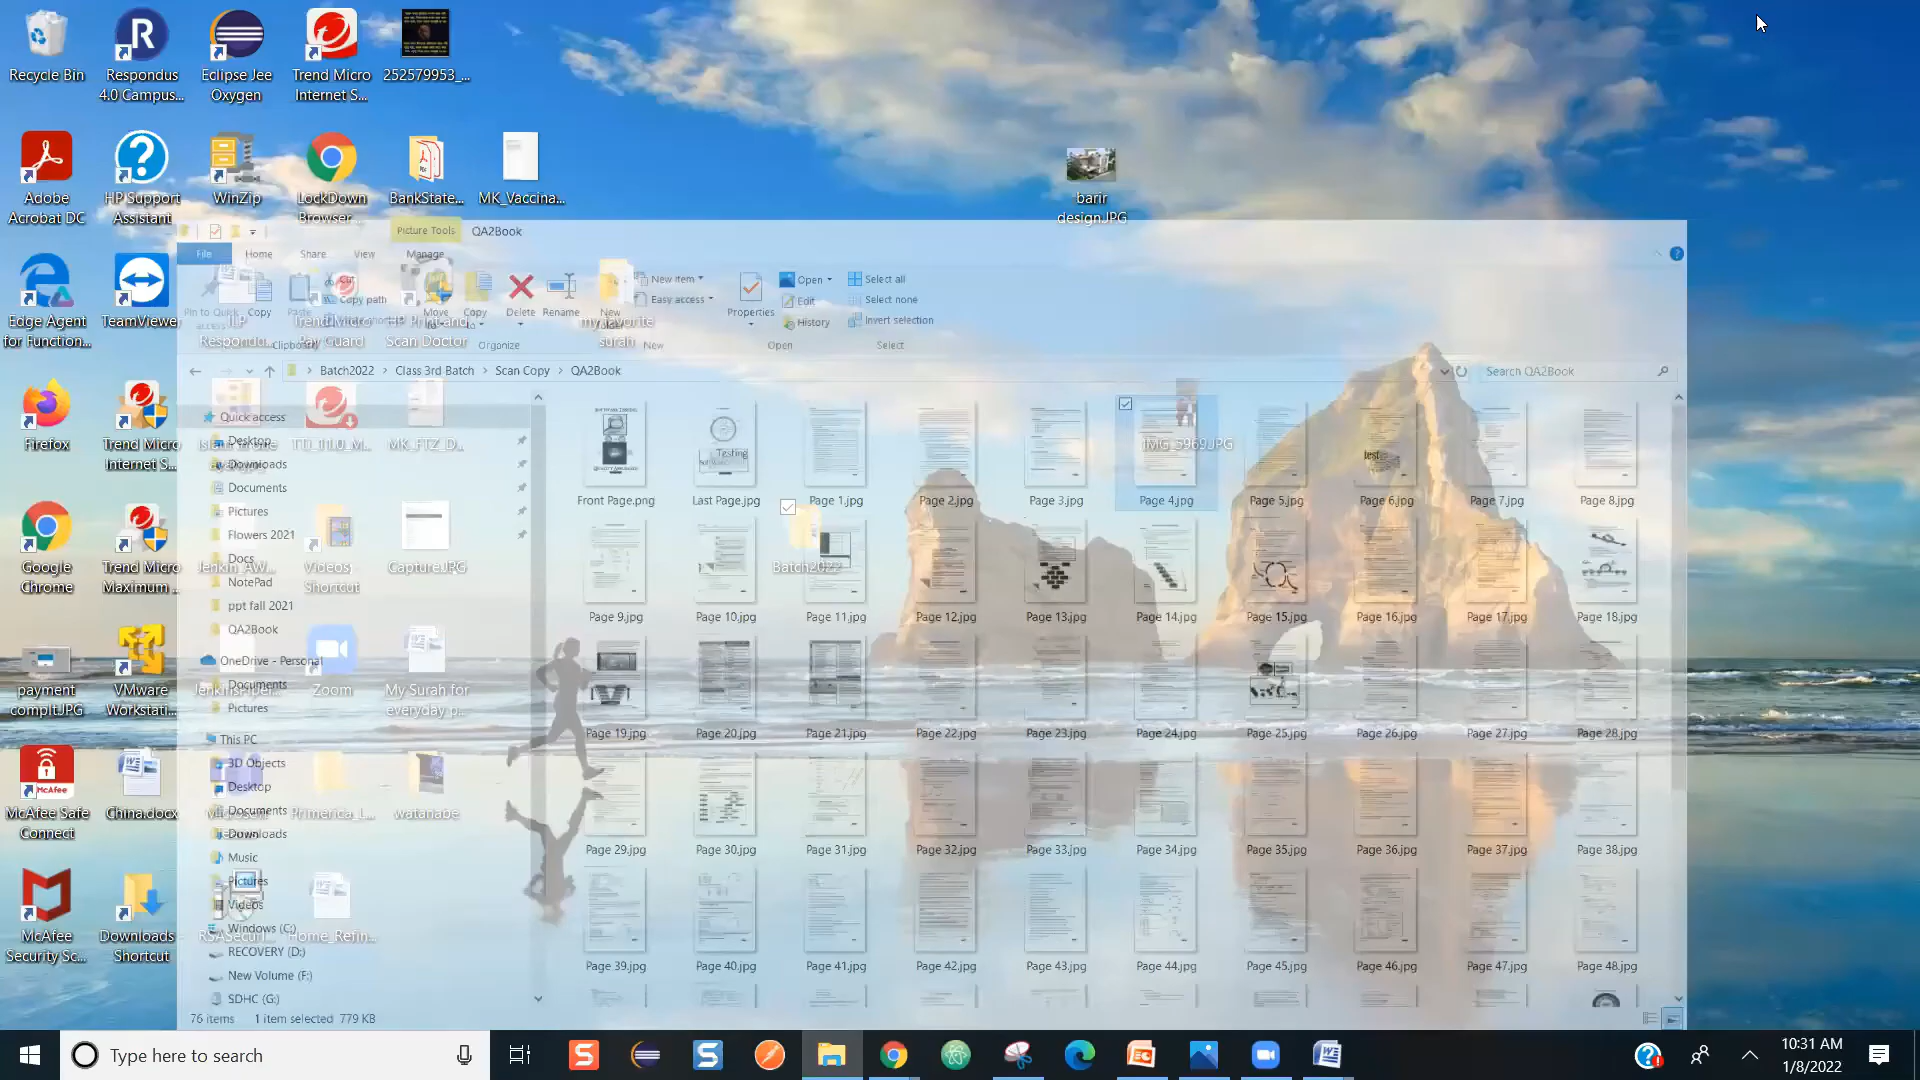 Recycle Bin
Respondus
4.0 Campus...
Eclipse Jee
Oxygen
Trend Micro
Internet S...
252579953_...
Adobe
Acrobat DC
HP Support
Assistant
WinZip
LockDown
Browser
BankState...
MK_Vaccina...
barir
design.JPG
Edge Agent
for Function...
TeamViewer
Firefox
Trend Micro
Internet S...
Google
Chrome
Trend Micro
Maximum ...
payment
compIt.JPG
VMware
Workstati...
McAfee Safe
Connect
China.docx
McAfee
Security Sc...
Downloads -
Shortcut
Videos -
Shortcut
Capture.JPG
MK_FTZ_D...
Zoom
My Surah for
everyday p...
Primerica_L...
watanabe
Home_Refin...
my favorite
surah
HP Print and
Scan Doctor
IMG_5969.JPG
Batch2022
Picture Tools
QA2Book
File
Home
Share
View
Manage
Copy
Paste
Cut
Copy path
Clipboard
Move
Copy
Delete
Rename
New
Organize
New item
Easy access
New
Properties
Open
Edit
History
Open
Select all
Select none
Invert selection
Select
Batch2022 > Class 3rd Batch > Scan Copy > QA2Book
Search QA2Book
Quick access
Desktop
Downloads
Documents
Pictures
Flowers 2021
Docs
NotePad
ppt fall 2021
QA2Book
OneDrive - Personal
Documents
Pictures
This PC
3D Objects
Desktop
Documents
Downloads
Music
Pictures
Videos
Windows (C:)
RECOVERY (D:)
New Volume (F:)
SDHC (G:)
Front Page.png
Last Page.jpg
Page 1.jpg
Page 2.jpg
Page 3.jpg
Page 4.jpg
Page 5.jpg
Page 6.jpg
Page 7.jpg
Page 8.jpg
Page 9.jpg
Page 10.jpg
Page 11.jpg
Page 12.jpg
Page 13.jpg
Page 14.jpg
Page 15.jpg
Page 16.jpg
Page 17.jpg
Page 18.jpg
Page 19.jpg
Page 20.jpg
Page 21.jpg
Page 22.jpg
Page 23.jpg
Page 24.jpg
Page 25.jpg
Page 26.jpg
Page 27.jpg
Page 28.jpg
Page 29.jpg
Page 30.jpg
Page 31.jpg
Page 32.jpg
Page 33.jpg
Page 34.jpg
Page 35.jpg
Page 36.jpg
Page 37.jpg
Page 38.jpg
Page 39.jpg
Page 40.jpg
Page 41.jpg
Page 42.jpg
Page 43.jpg
Page 44.jpg
Page 45.jpg
Page 46.jpg
Page 47.jpg
Page 48.jpg
76 items
1 item selected 779 KB
Type here to search
10:31 AM
1/8/2022